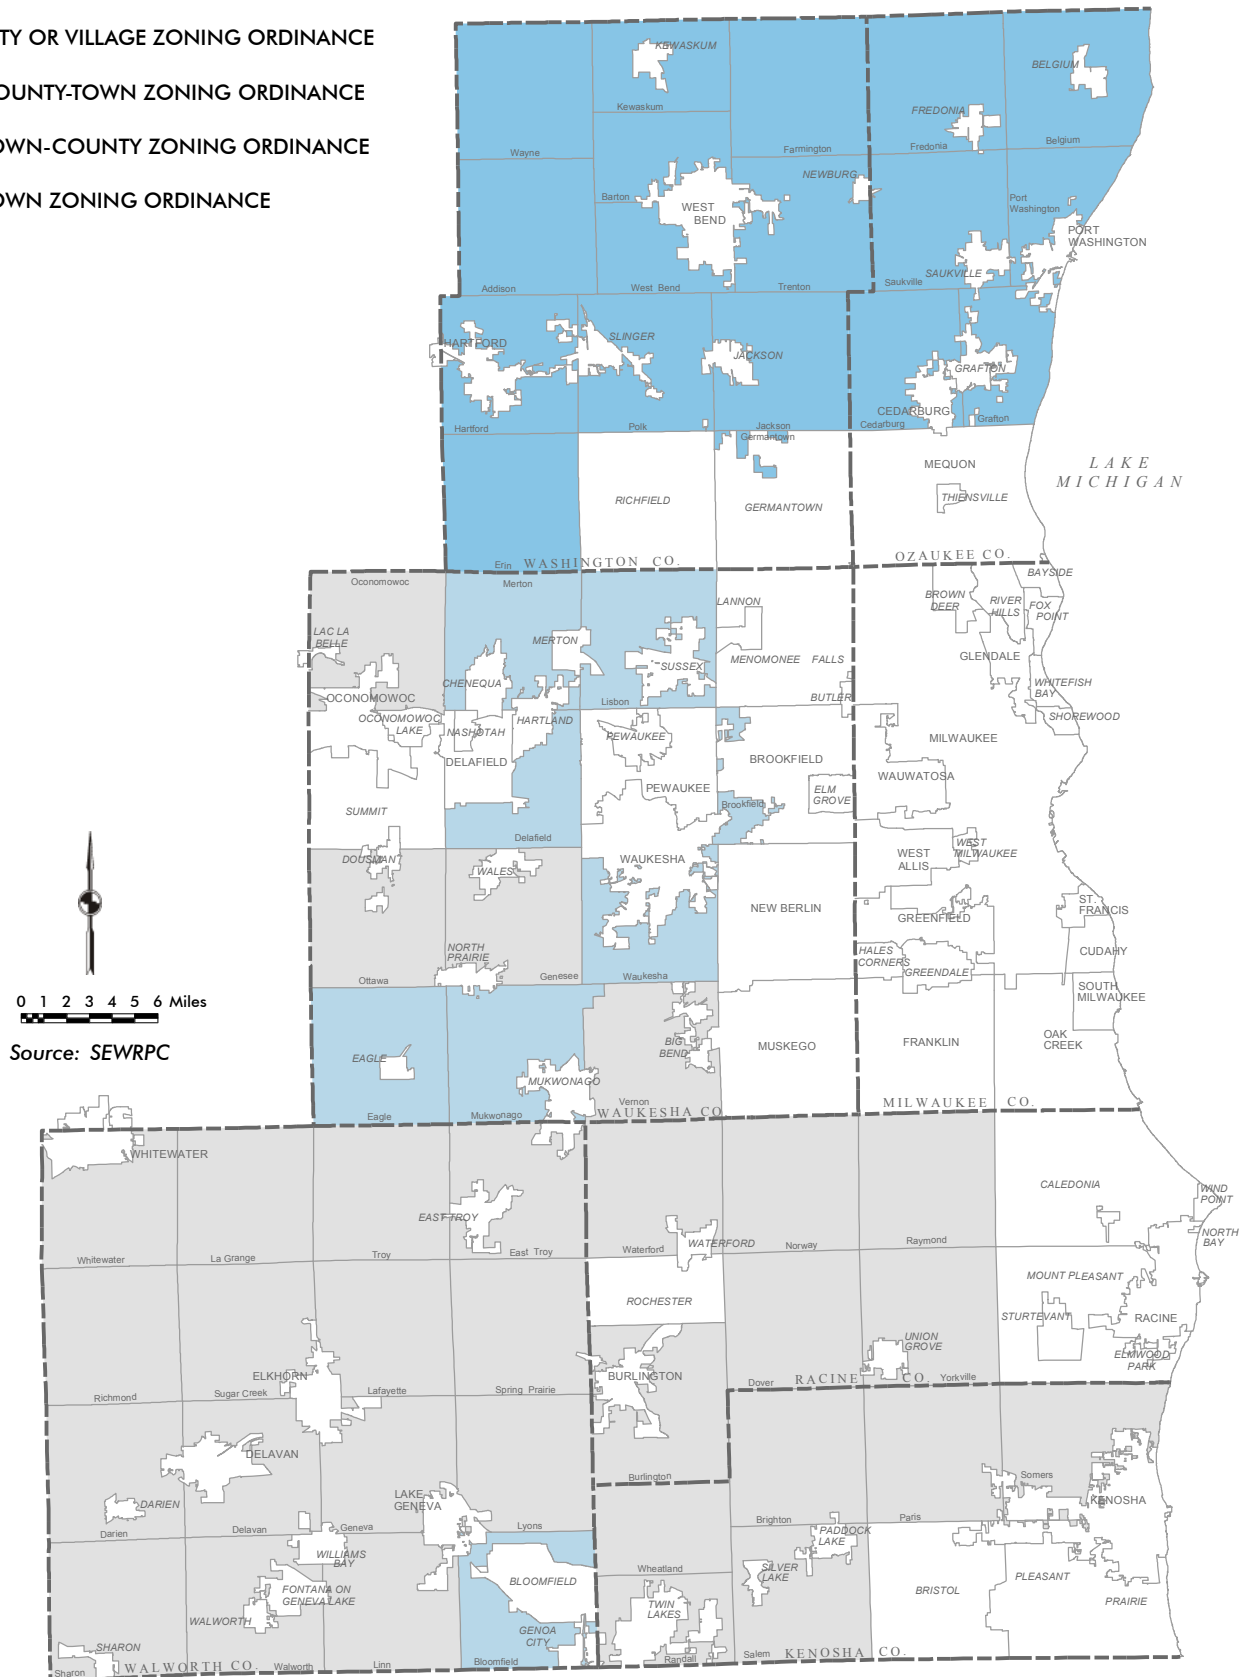 TY OR VILLAGE ZONING ORDINANCE
OUNTY-TOWN ZONING ORDINANCE
OWN-COUNTY ZONING ORDINANCE
OWN ZONING ORDINANCE
KEWASKUM
BELGIUM
Kewaskum
FREDONIA
Wayne
Farmington
Fredonia
Belgium
NEWBURG
Barton
WEST
BEND
Port
Washington
PORT
WASHINGTON
SAUKVILLE
Addison
West Bend
Trenton
Saukville
HARTFORD
SLINGER
JACKSON
GRAFTON
CEDARBURG
Hartford
Polk
Jackson
Germantown
Cedarburg
Grafton
MEQUON
LAKE
MICHIGAN
RICHFIELD
GERMANTOWN
THIENSVILLE
Erin
WASHINGTON CO.
OZAUKEE CO.
Oconomowoc
Merton
BAYSIDE
LANNON
BROWN
DEER
RIVER
HILLS
FOX
POINT
LAC LA
BELLE
MERTON
SUSSEX
MENOMONEE FALLS
GLENDALE
CHENEQUA
OCONOMOWOC
Lisbon
BUTLER
WHITEFISH
BAY
OCONOMOWOC
LAKE
NASHOTAH
HARTLAND
PEWAUKEE
SHOREWOOD
DELAFIELD
BROOKFIELD
MILWAUKEE
WAUWATOSA
PEWAUKEE
ELM
GROVE
SUMMIT
Brookfield
Delafield
DOUSMAN
WALES
WAUKESHA
WEST
ALLIS
WEST
MILWAUKEE
NEW BERLIN
GREENFIELD
ST.
FRANCIS
NORTH
PRAIRIE
HALES
CORNERS
GREENDALE
CUDAHY
Ottawa
Genesee
Waukesha
SOUTH
MILWAUKEE
0 1 2 3 4 5 6 Miles
Source: SEWRPC
EAGLE
BIG
BEND
MUSKEGO
FRANKLIN
OAK
CREEK
MUKWONAGO
Eagle
Mukwonago
Vernon
WAUKESHA CO
MILWAUKEE CO.
WHITEWATER
CALEDONIA
WIND
POINT
EAST TROY
WATERFORD
NORTH
BAY
Whitewater
La Grange
Troy
East Troy
Waterford
Norway
Raymond
MOUNT PLEASANT
ROCHESTER
STURTEVANT
RACINE
UNION
GROVE
ELMWOOD
PARK
ELKHORN
BURLINGTON
Richmond
Sugar Creek
Lafayette
Spring Prairie
Dover
RACINE CO.
Yorkville
DELAVAN
Burlington
Somers
LAKE
GENEVA
KENOSHA
DARIEN
Darien
Delavan
Geneva
Lyons
Brighton
Paris
PADDOCK
LAKE
WILLIAMS
BAY
Wheatland
SILVER
LAKE
BLOOMFIELD
FONTANA ON
GENEVA LAKE
TWIN
LAKES
BRISTOL
PLEASANT
PRAIRIE
WALWORTH
GENOA
CITY
SHARON
Sharon
WALWORTH CO.
Walworth
Linn
Bloomfield
Randall
Salem
KENOSHA CO.